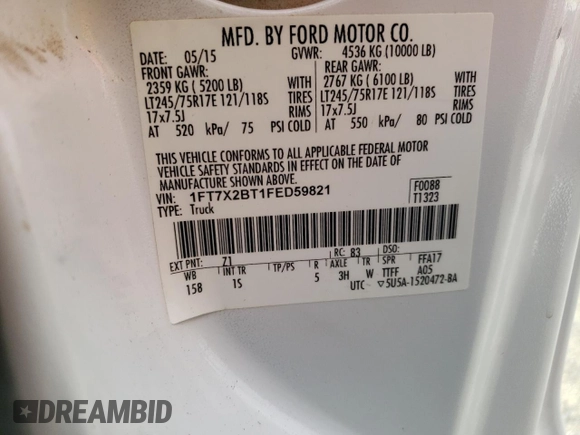 MFD. BY FORD MOTOR CO.
DATE: 05/15 GVWR: 4536 KG (10000 LB)
FRONT GAWR: REAR GAWR:
2359 KG ( 5200 LB) 2767 KG ( 6100 LB)
LT245/75R17E 121/118S TIRES LT245/75R17E 121/118S TIRES
17x7.5J RIMS 17x7.5J RIMS
AT 520 kPa/ 75 PSI COLD AT 550 kPa/ 80 PSI COLD
THIS VEHICLE CONFORMS TO ALL APPLICABLE FEDERAL MOTOR
VEHICLE SAFETY STANDARDS IN EFFECT ON THE DATE OF
MANUFACTURE SHOWN ABOVE.
VIN: 1FT7X2BT1FED59821 F0088
TYPE: Truck T1323
EXT PNT: Z1 RC: 83 DSO:
WB INT TR TP/PS R AXLE TR SPR FFA17
158 IS 5 3H W TTFF A05
UTC ▽5U5A-1520472-BA
DREAMBID